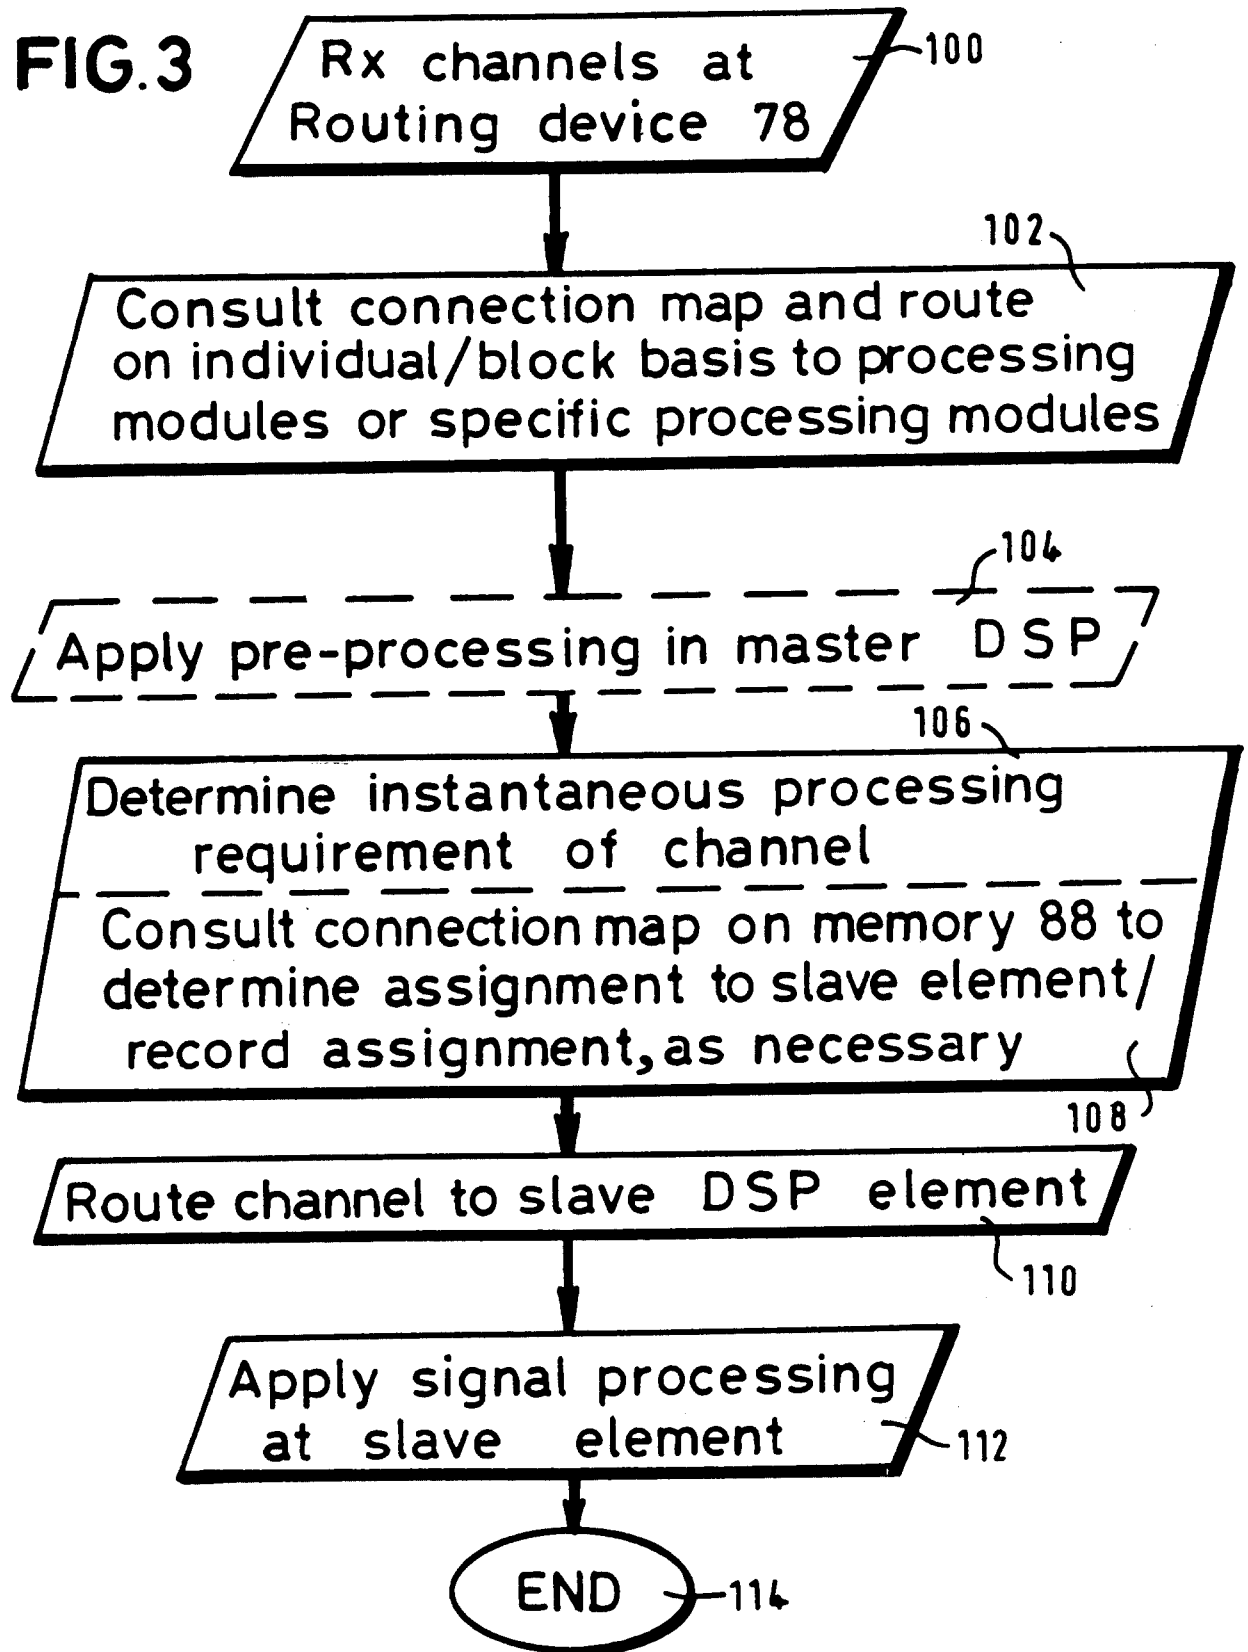 FIG.3
Rx channels at
Routing device 78
100
102
Consult connection map and route
on individual/block basis to processing
modules or specific processing modules
104
Apply pre-processing in master DSP
106
Determine instantaneous processing
requirement of channel
Consult connection map on memory 88 to
determine assignment to slave element/
record assignment, as necessary
108
Route channel to slave DSP element
110
Apply signal processing
at slave element
112
END
114